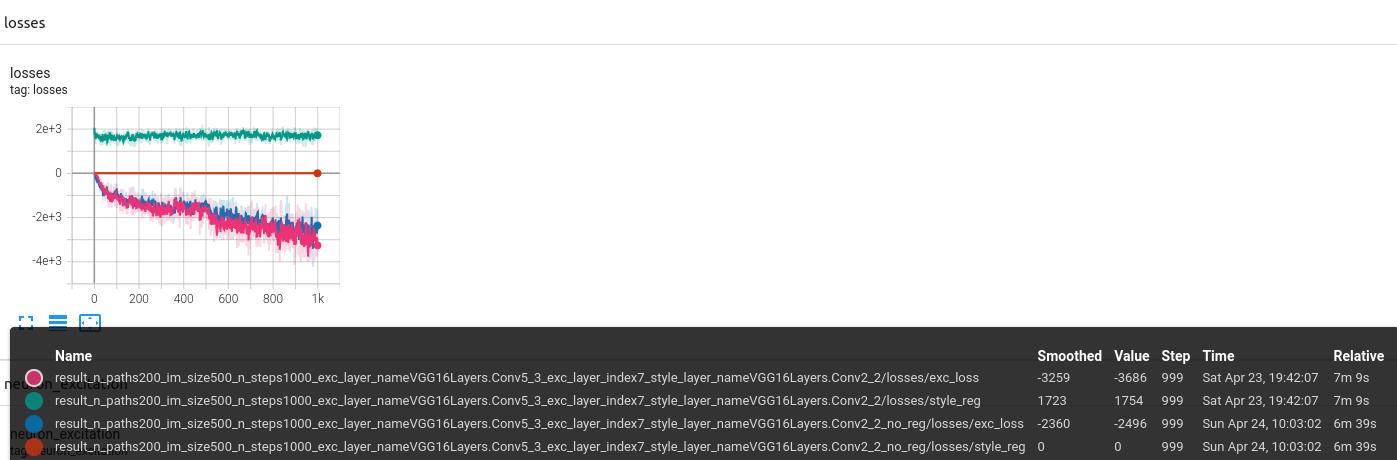 losses
losses
tag: losses
2e+3
0
-2e+3
-4e+3
0 200 400 600 800 1k
Name Smoothed Value Step Time Relative
neuron_excitation
result_n_paths200_im_size500_n_steps1000_exc_layer_nameVGG16Layers.Conv5_3_exc_layer_index7_style_layer_nameVGG16Layers.Conv2_2/losses/exc_loss -3259 -3686 999 Sat Apr 23, 19:42:07 7m 9s
result_n_paths200_im_size500_n_steps1000_exc_layer_nameVGG16Layers.Conv5_3_exc_layer_index7_style_layer_nameVGG16Layers.Conv2_2/losses/style_reg 1723 1754 999 Sat Apr 23, 19:42:07 7m 9s
result_n_paths200_im_size500_n_steps1000_exc_layer_nameVGG16Layers.Conv5_3_exc_layer_index7_style_layer_nameVGG16Layers.Conv2_2_no_reg/losses/exc_loss -2360 -2496 999 Sun Apr 24, 10:03:02 6m 39s
neuron_excitation
result_n_paths200_im_size500_n_steps1000_exc_layer_nameVGG16Layers.Conv5_3_exc_layer_index7_style_layer_nameVGG16Layers.Conv2_2_no_reg/losses/style_reg 0 0 999 Sun Apr 24, 10:03:02 6m 39s
tag: neuron_excitation